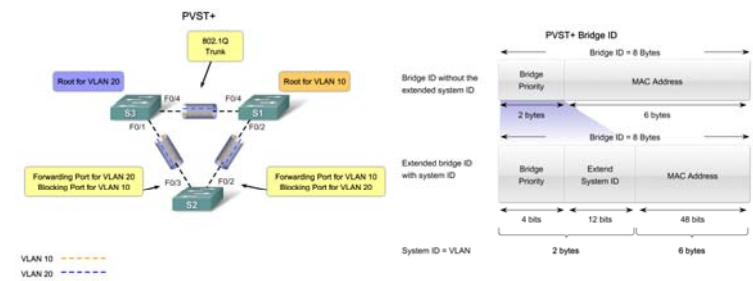 PVST+
802.1Q
Trunk
Root for VLAN 20
Root for VLAN 10
F0/4
F0/4
S3
S1
F0/1
F0/2
Forwarding Port for VLAN 20
Blocking Port for VLAN 10
F0/3
F0/2
Forwarding Port for VLAN 10
Blocking Port for VLAN 20
S2
VLAN 10
VLAN 20
PVST+ Bridge ID
Bridge ID = 8 Bytes
Bridge ID without the
extended system ID
Bridge
Priority
MAC Address
2 bytes
6 bytes
Bridge ID = 8 Bytes
Extended bridge ID
with system ID
Bridge
Priority
Extend
System ID
MAC Address
4 bits
12 bits
48 bits
System ID = VLAN
2 bytes
6 bytes